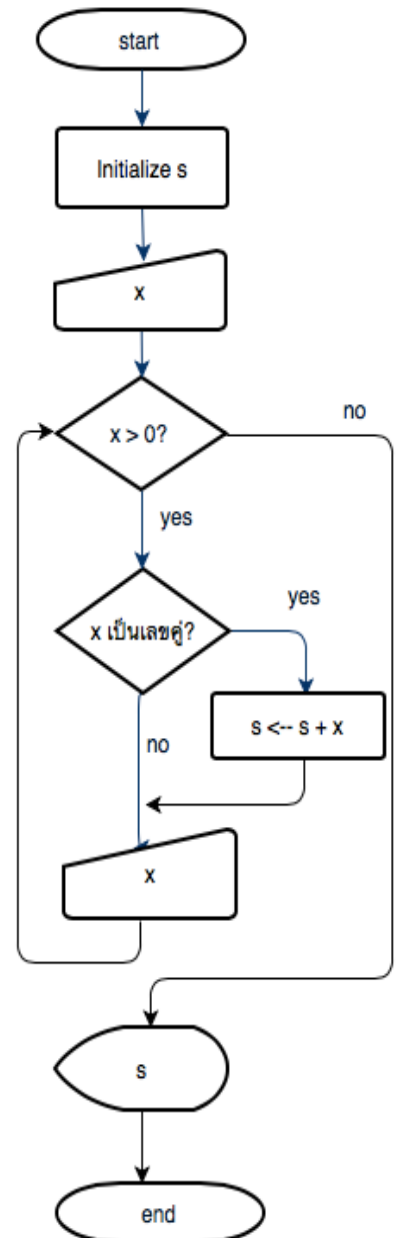 start
Initialize s
x
x > 0?
no
yes
x เป็นเลขคู่?
yes
s <-- s + x
no
x
s
end